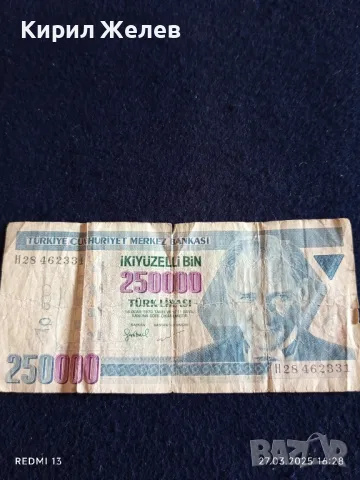 Кирил Желев
TÜRKİYE CUMHURİYET MERKEZ BANKASI
H28 462331
İKİYÜZELLİ BİN
250000
TÜRK LİRASI
250000
H28 462331
REDMI 13
27.03.2025 16:28
BAZAR